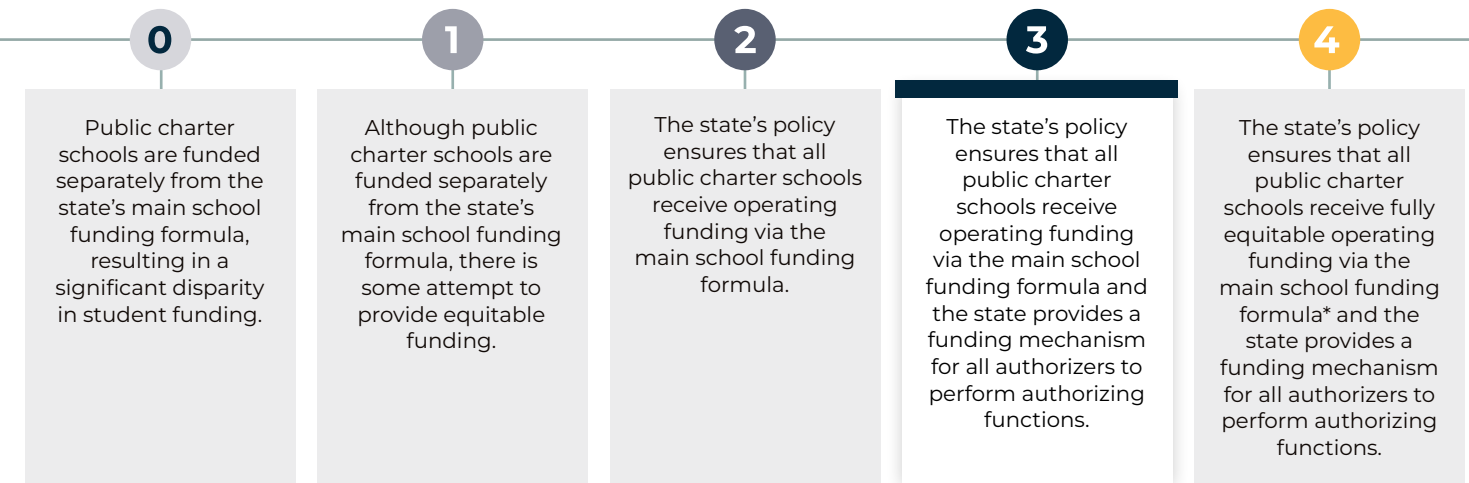 0
Public charter
schools are funded
separately from the
state's main school
funding formula,
resulting in a
significant disparity
in student funding.
1
Although public
charter schools are
funded separately
from the state's
main school funding
formula, there is
some attempt to
provide equitable
funding.
2
The state's policy
ensures that all
public charter schools
receive operating
funding via the
main school funding
formula.
3
The state's policy
ensures that all
public charter
schools receive
operating funding
via the main school
funding formula and
the state provides a
funding mechanism
for all authorizers to
perform authorizing
functions.
4
The state's policy
ensures that all
public charter
schools receive fully
equitable operating
funding via the
main school funding
formula* and the
state provides a
funding mechanism
for all authorizers to
perform authorizing
functions.